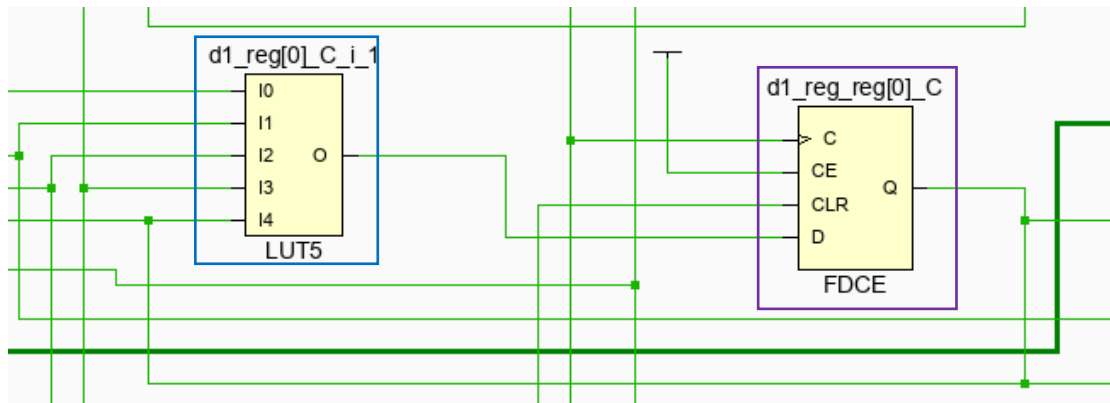 d1_reg[0]_C_i_1
I0
I1
I2
O
I3
I4
LUT5
d1_reg_reg[0]_C
C
CE
Q
CLR
D
FDCE